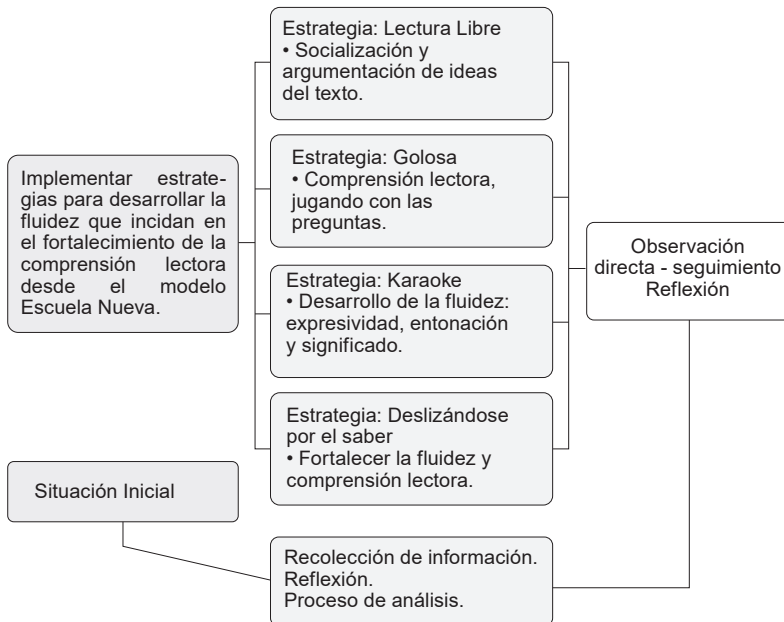 Estrategia: Lectura Libre
• Socialización y
argumentación de ideas
del texto.
Implementar estrate-
gias para desarrollar la
fluidez que incidan en
el fortalecimiento de la
comprensión lectora
desde el modelo
Escuela Nueva.
Estrategia: Golosa
• Comprensión lectora,
jugando con las
preguntas.
Estrategia: Karaoke
• Desarrollo de la fluidez:
expresividad, entonación
y significado.
Estrategia: Deslizándose
por el saber
• Fortalecer la fluidez y
comprensión lectora.
Observación
directa - seguimiento
Reflexión
Situación Inicial
Recolección de información.
Reflexión.
Proceso de análisis.